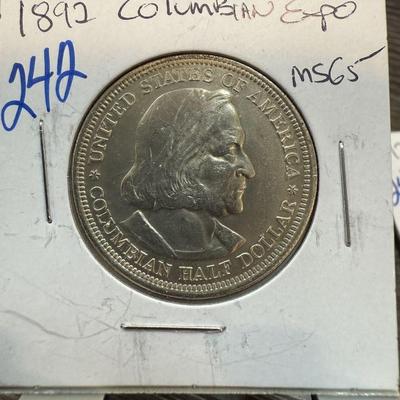 1892 COLUMBIAN Expo
242
MS65
UNITED STATES OF AMERICA
COLUMBIAN HALF DOLLAR